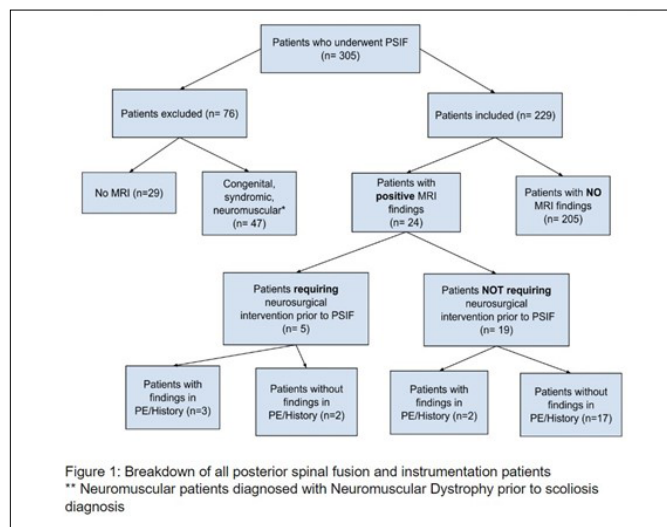 Patients who underwent PSIF
(n= 305)
Patients excluded (n= 76)
Patients included (n= 229)
No MRI (n=29)
Congenital,
syndromic,
neuromuscular*
(n= 47)
Patients with
positive MRI
findings
(n= 24)
Patients with NO
MRI findings
(n= 205)
Patients requiring
neurosurgical
intervention prior to PSIF
(n= 5)
Patients NOT requiring
neurosurgical
intervention prior to PSIF
(n= 19)
Patients with
findings in
PE/History (n=3)
Patients without
findings in
PE/History (n=2)
Patients with
findings in
PE/History (n=2)
Patients without
findings in
PE/History (n=17)
Figure 1: Breakdown of all posterior spinal fusion and instrumentation patients
** Neuromuscular patients diagnosed with Neuromuscular Dystrophy prior to scoliosis
diagnosis